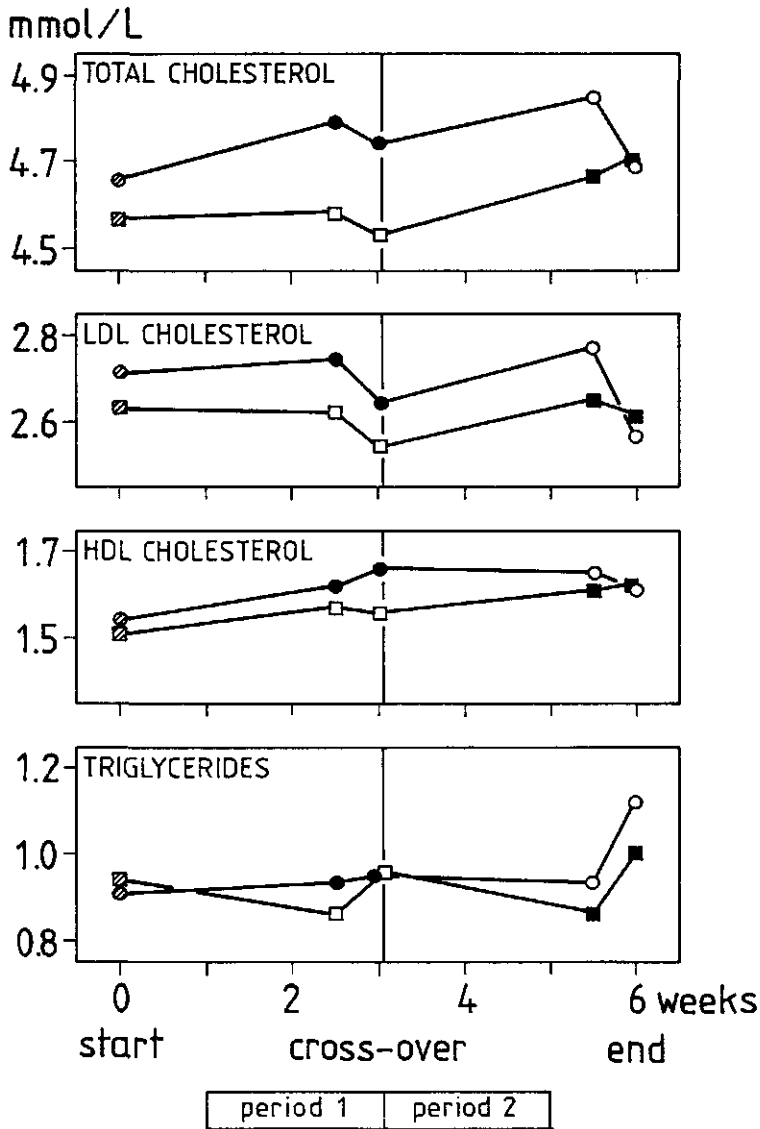 mmol/L
TOTAL CHOLESTEROL
4.9
4.7
4.5
LDL CHOLESTEROL
2.8
2.6
HDL CHOLESTEROL
1.7
1.5
TRIGLYCERIDES
1.2
1.0
0.8
0 2 4 6 weeks
start cross-over end
period 1 period 2